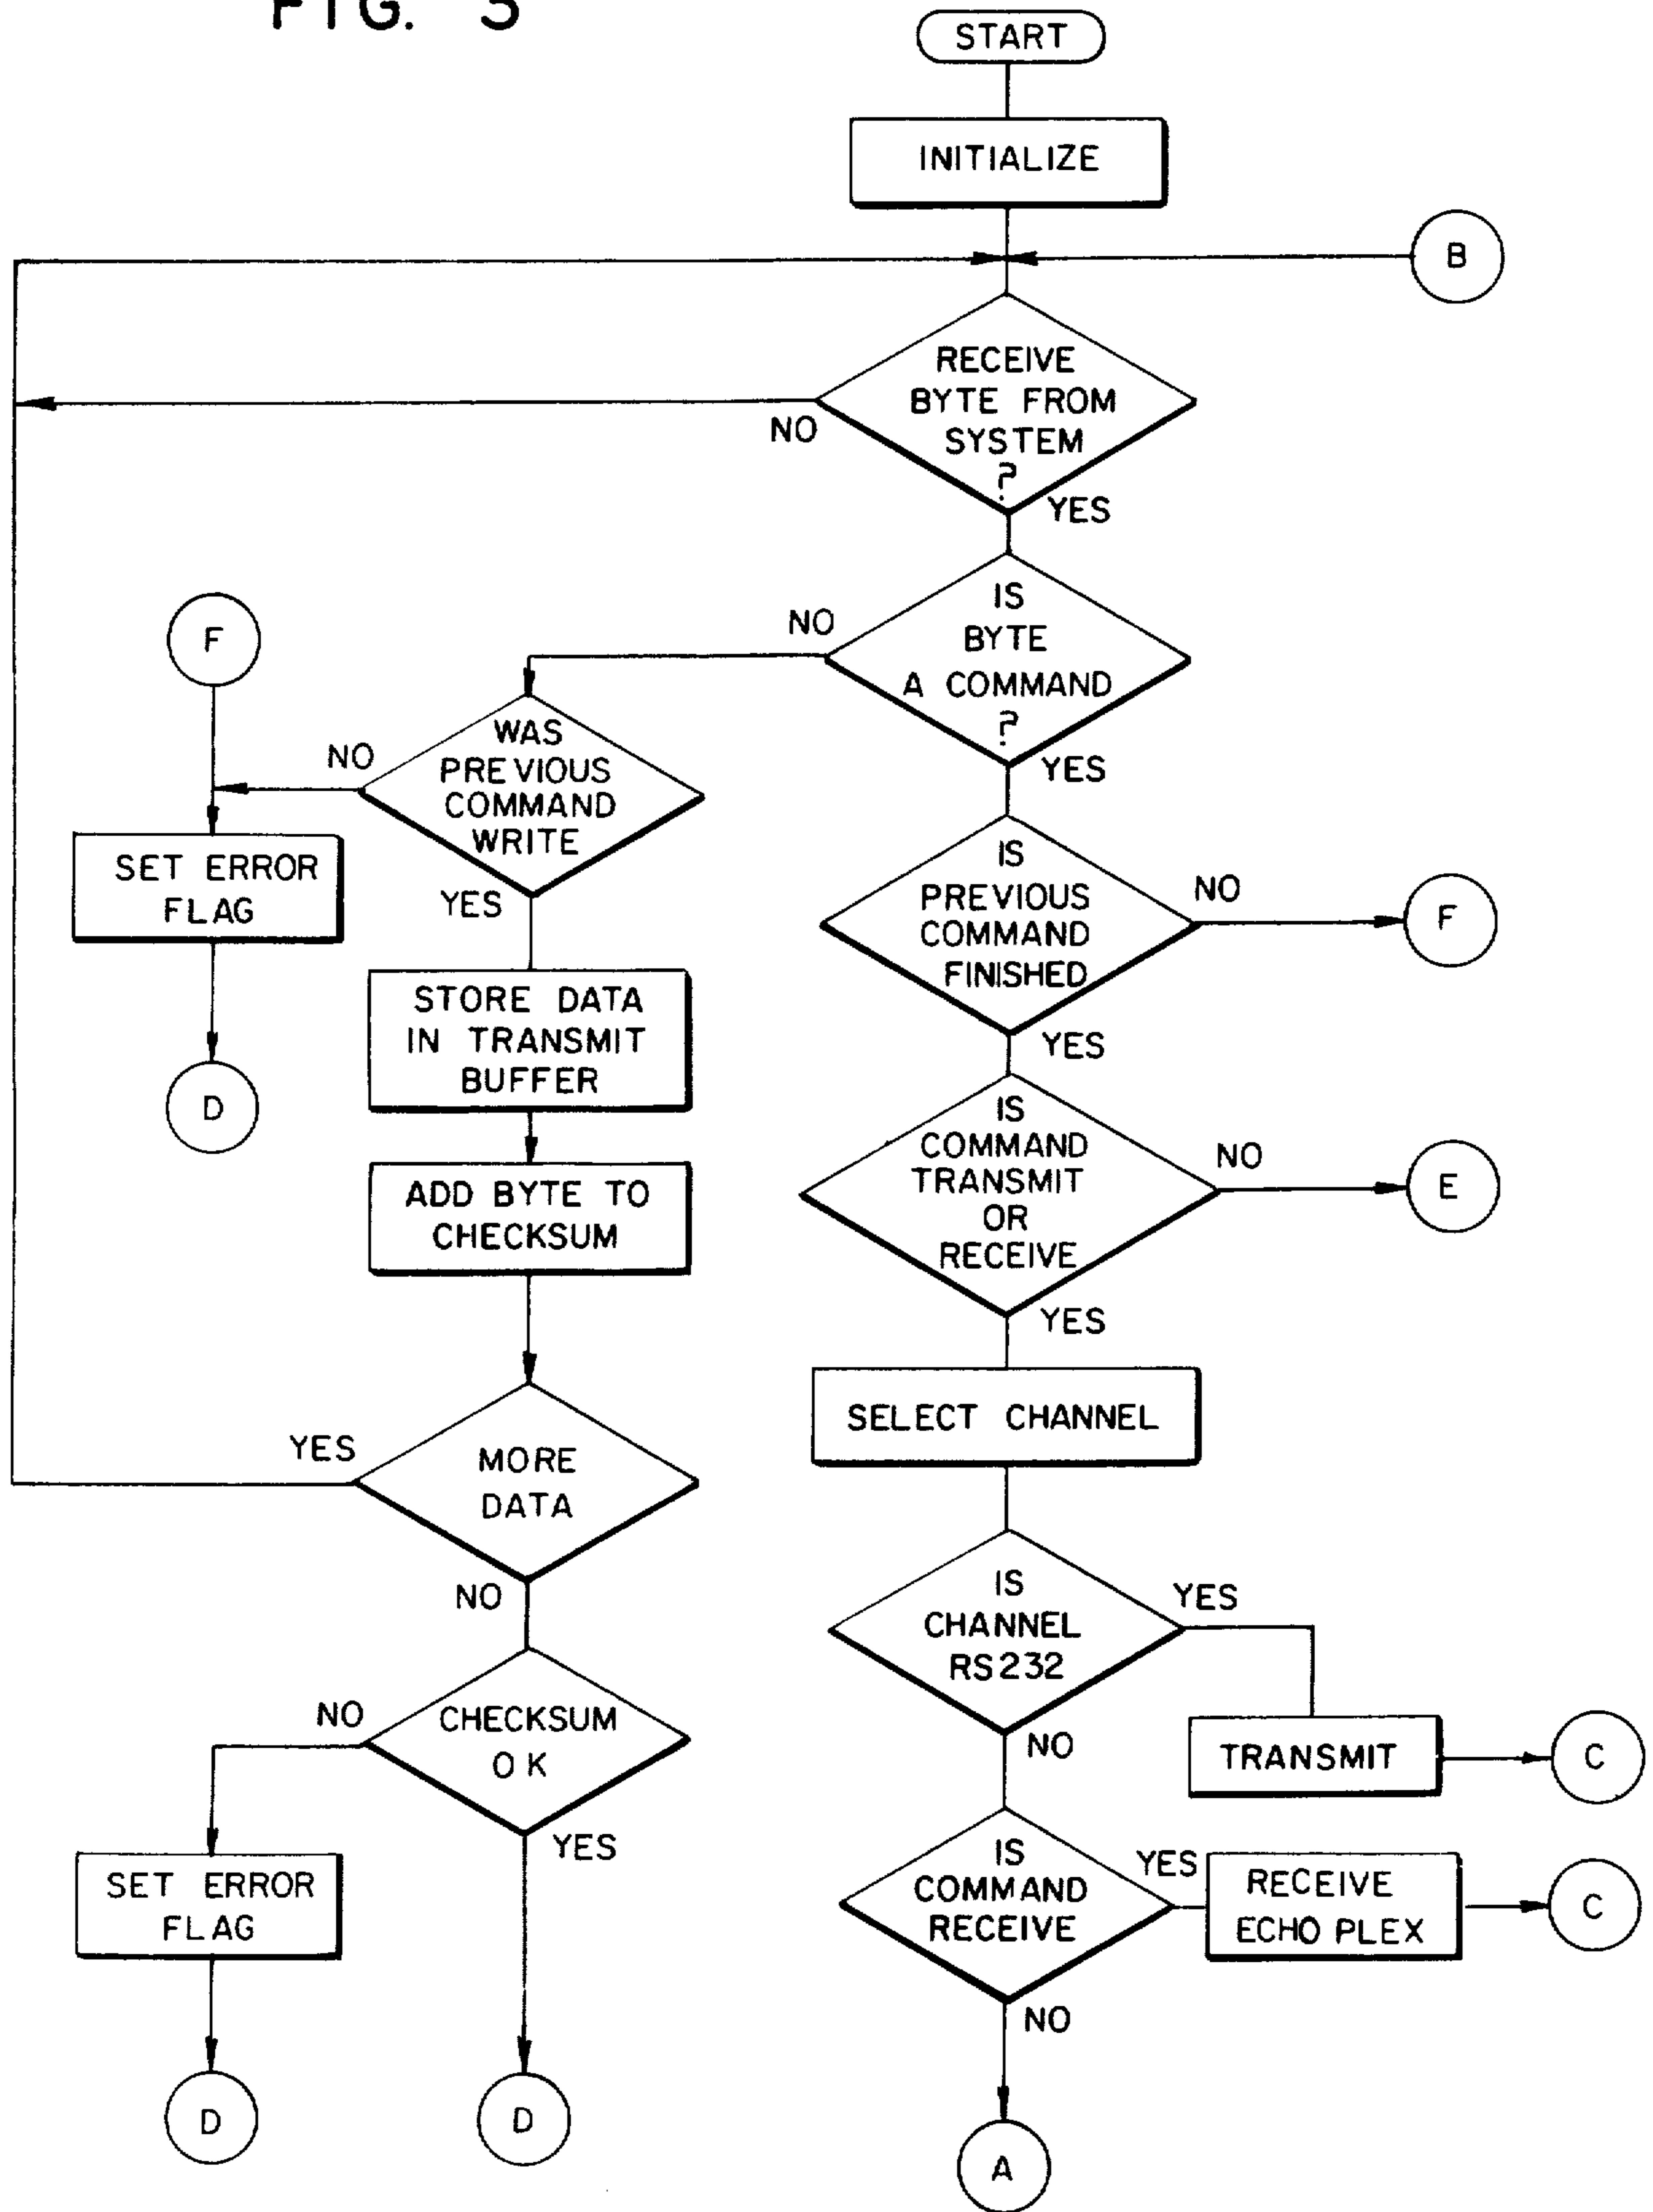 FIG. 3
START
INITIALIZE
B
RECEIVE
BYTE FROM
SYSTEM
?
NO
YES
IS
BYTE
A COMMAND
?
NO
YES
F
WAS
PREVIOUS
COMMAND
WRITE
NO
YES
IS
PREVIOUS
COMMAND
FINISHED
NO
F
YES
SET ERROR
FLAG
D
STORE DATA
IN TRANSMIT
BUFFER
IS
COMMAND
TRANSMIT
OR
RECEIVE
NO
E
YES
ADD BYTE TO
CHECKSUM
SELECT CHANNEL
YES
MORE
DATA
NO
IS
CHANNEL
RS232
YES
NO
TRANSMIT
C
NO
CHECKSUM
OK
YES
IS
COMMAND
RECEIVE
YES
RECEIVE
ECHO PLEX
C
NO
SET ERROR
FLAG
D
D
A